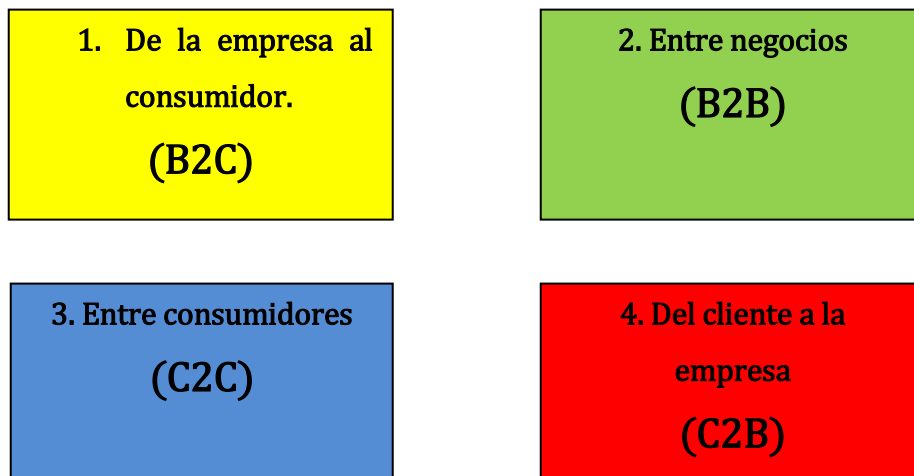 1. De la empresa al
consumidor.
(B2C)
2. Entre negocios
(B2B)
3. Entre consumidores
(C2C)
4. Del cliente a la
empresa
(C2B)